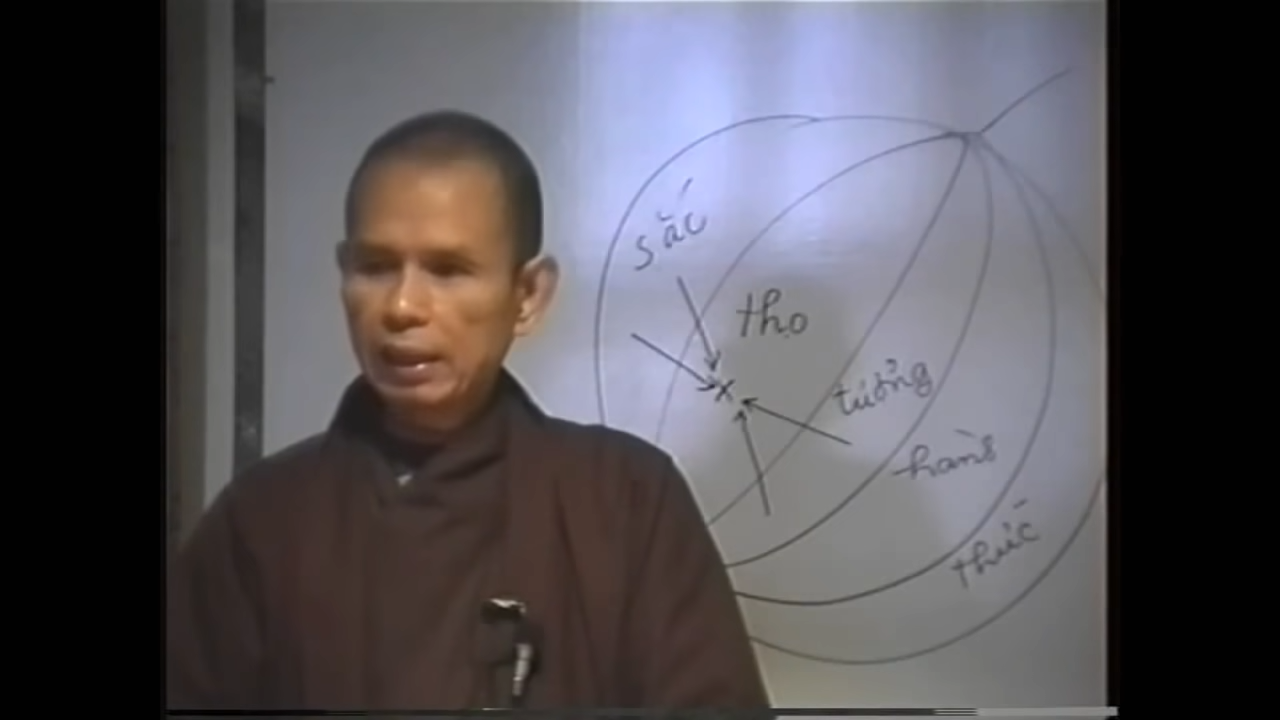 sắc
thọ
tưởng
hành
thức